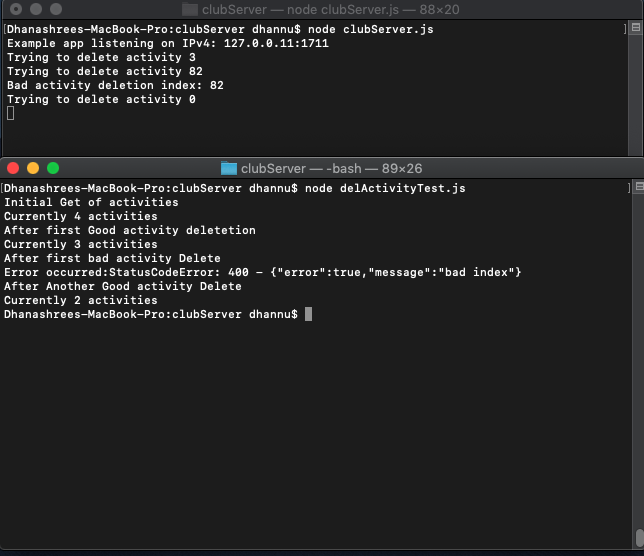 clubServer — node clubServer.js — 88×20
[Dhanashrees-MacBook-Pro:clubServer dhannu$ node clubServer.js ]
Example app listening on IPv4: 127.0.0.11:1711
Trying to delete activity 3
Trying to delete activity 82
Bad activity deletion index: 82
Trying to delete activity 0
clubServer — -bash — 89×26
[Dhanashrees-MacBook-Pro:clubServer dhannu$ node delActivityTest.js ]
Initial Get of activities
Currently 4 activities
After first Good activity deletetion
Currently 3 activities
After first bad activity Delete
Error occurred:StatusCodeError: 400 - {"error":true,"message":"bad index"}
After Another Good activity Delete
Currently 2 activities
Dhanashrees-MacBook-Pro:clubServer dhannu$